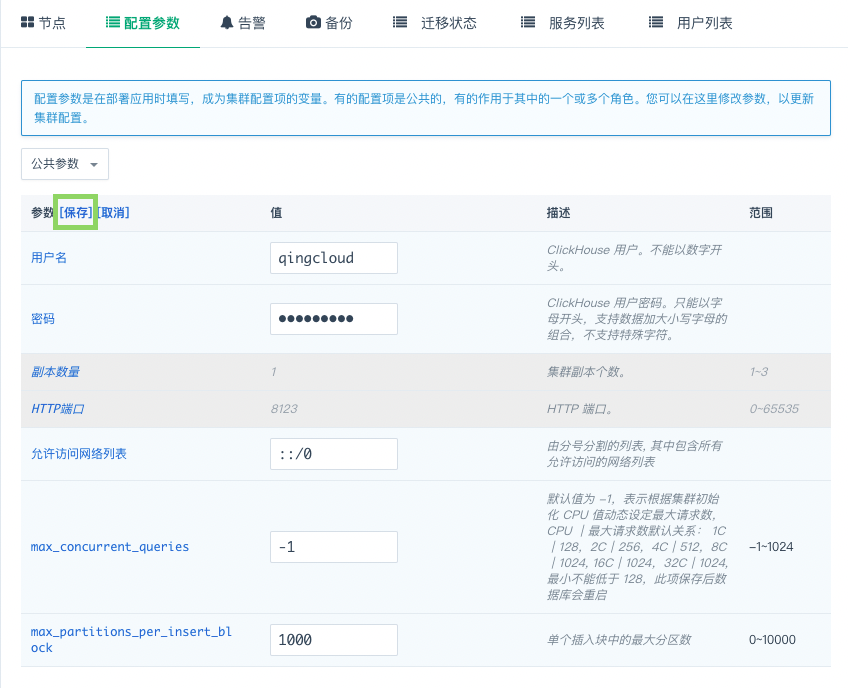 节点 配置参数 告警 备份 迁移状态 服务列表 用户列表
配置参数是在部署应用时填写，成为集群配置项的变量。有的配置项是公共的，有的作用于其中的一个或多个角色。您可以在这里修改参数，以更新
集群配置。
公共参数
参数 [保存] [取消] 值 描述 范围
用户名 qingcloud ClickHouse 用户。不能以数字开
头。
密码 ●●●●●●●●● ClickHouse 用户密码。只能以字
母开头，支持数据加大小写字母的
组合，不支持特殊字符。
副本数量 1 集群副本个数。 1~3
HTTP端口 8123 HTTP 端口。 0~65535
允许访问网络列表 ::/0 由分号分割的列表, 其中包含所有
允许访问的网络列表
默认值为 -1，表示根据集群初始
化 CPU 值动态设定最大请求数，
CPU | 最大请求数默认关系： 1C
| 128，2C | 256，4C | 512，8C
max_concurrent_queries -1 | 1024, 16C | 1024，32C | 1024, -1~1024
最小不能低于 128，此项保存后数
据库会重启
max_partitions_per_insert_bl
ock 1000 单个插入块中的最大分区数 0~10000